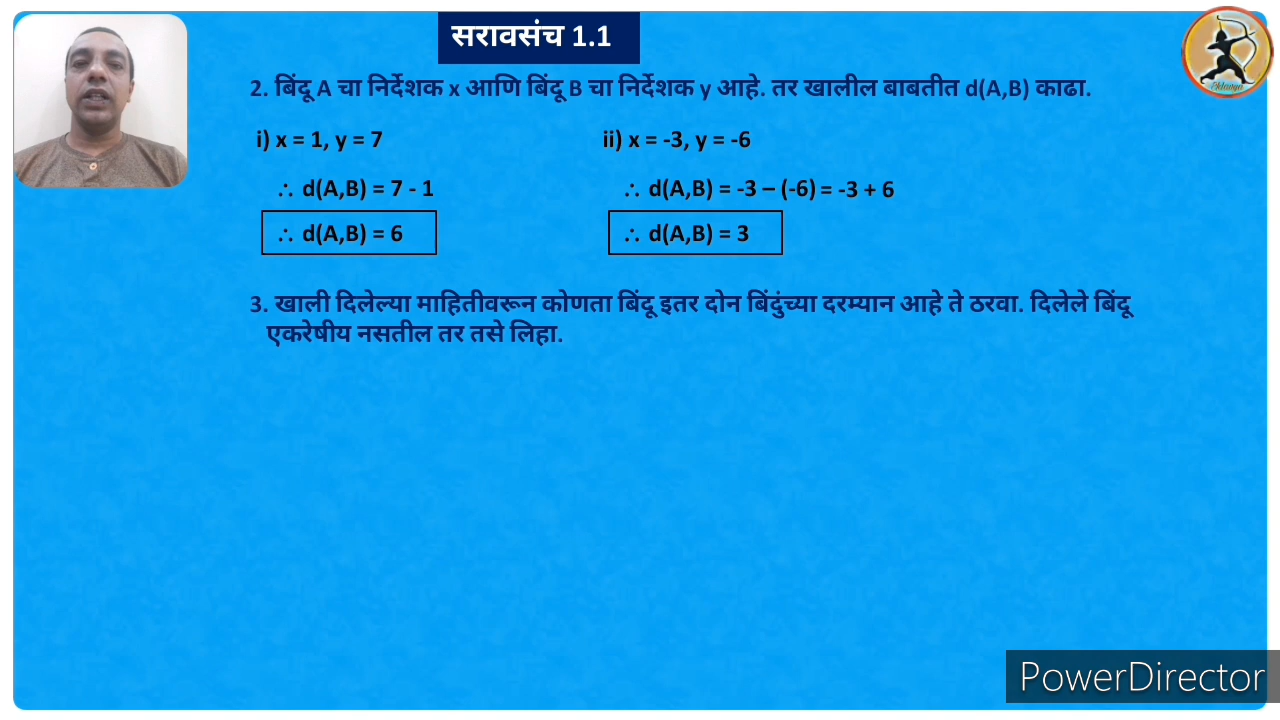 सरावसंच 1.1
2. बिंदू A चा निर्देशक x आणि बिंदू B चा निर्देशक y आहे. तर खालील बाबतीत d(A,B) काढा.
i) x = 1, y = 7
ii) x = -3, y = -6
∴ d(A,B) = 7 - 1
∴ d(A,B) = -3 – (-6) = -3 + 6
∴ d(A,B) = 6
∴ d(A,B) = 3
3. खाली दिलेल्या माहितीवरून कोणता बिंदू इतर दोन बिंदुंच्या दरम्यान आहे ते ठरवा. दिलेले बिंदू
एकरेषीय नसतील तर तसे लिहा.
PowerDirector